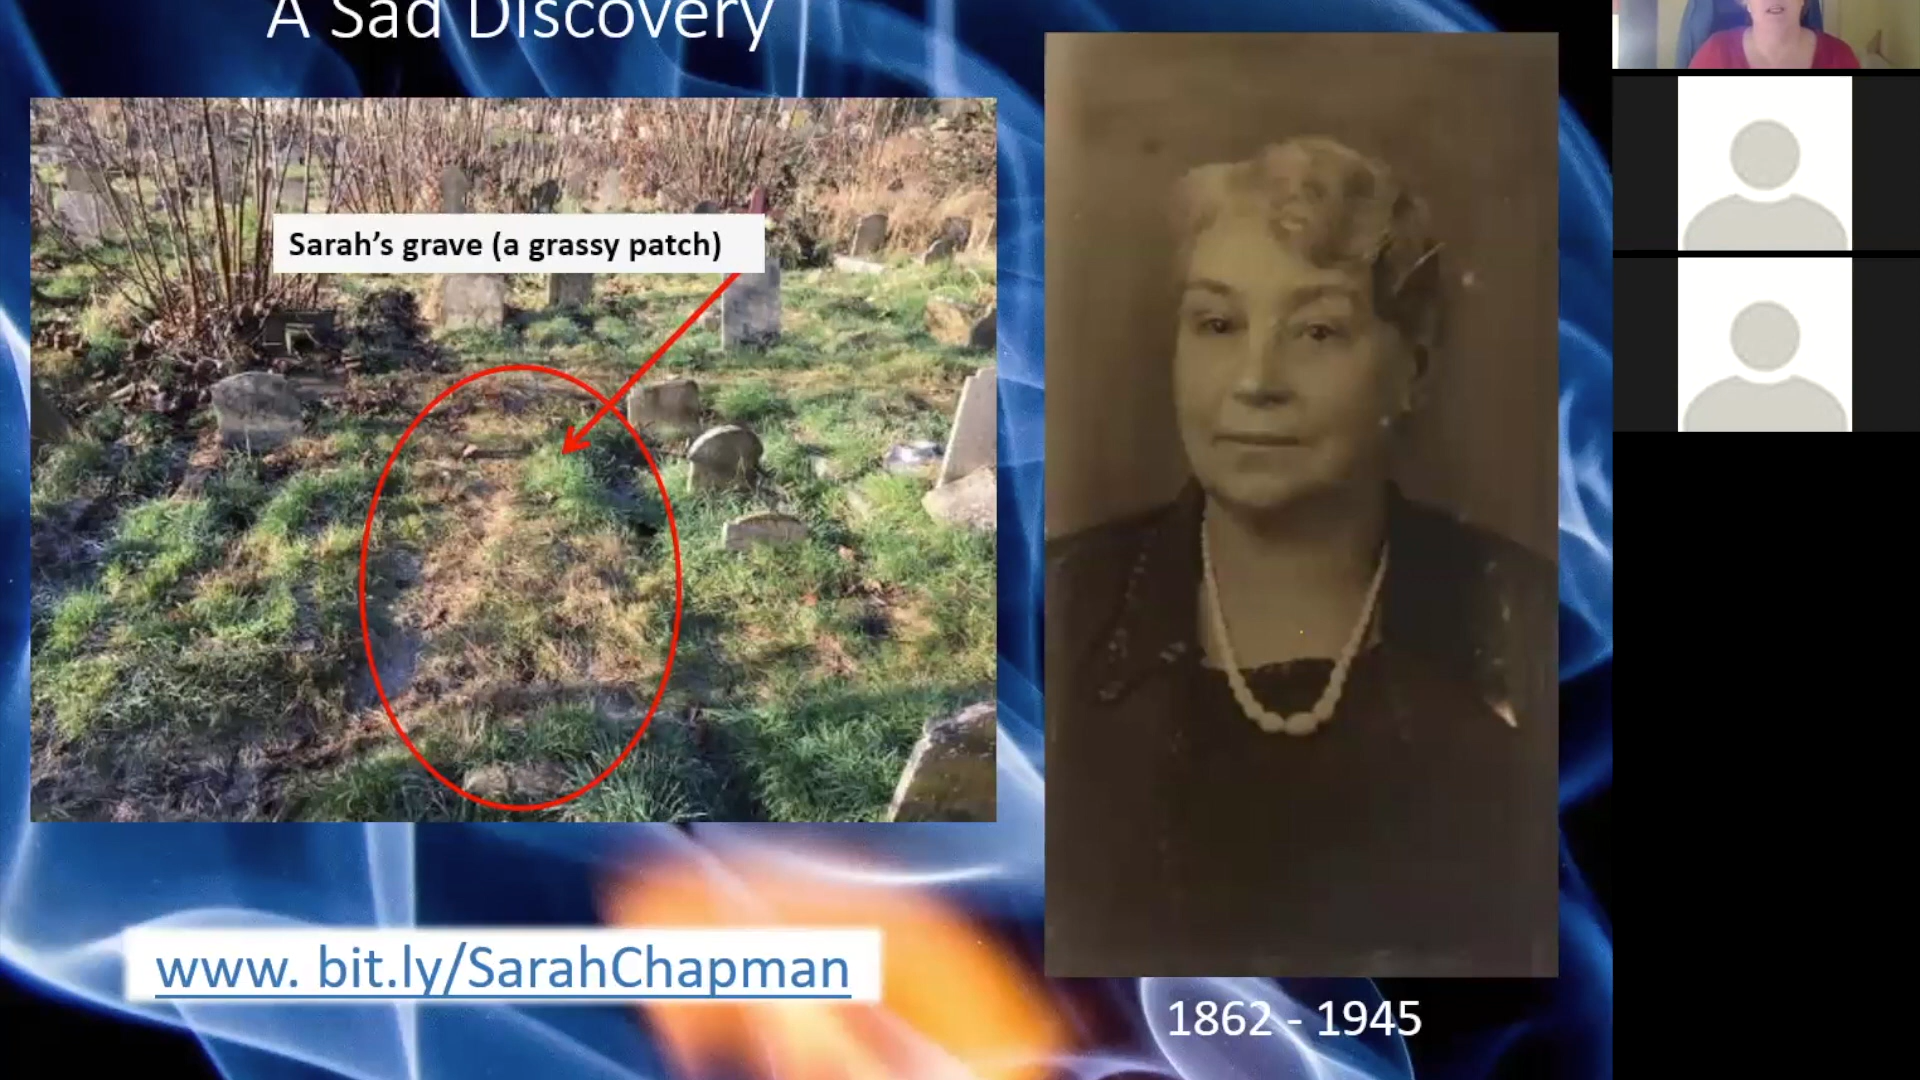 A Sad Discovery
Sarah’s grave (a grassy patch)
www. bit.ly/SarahChapman
1862 - 1945